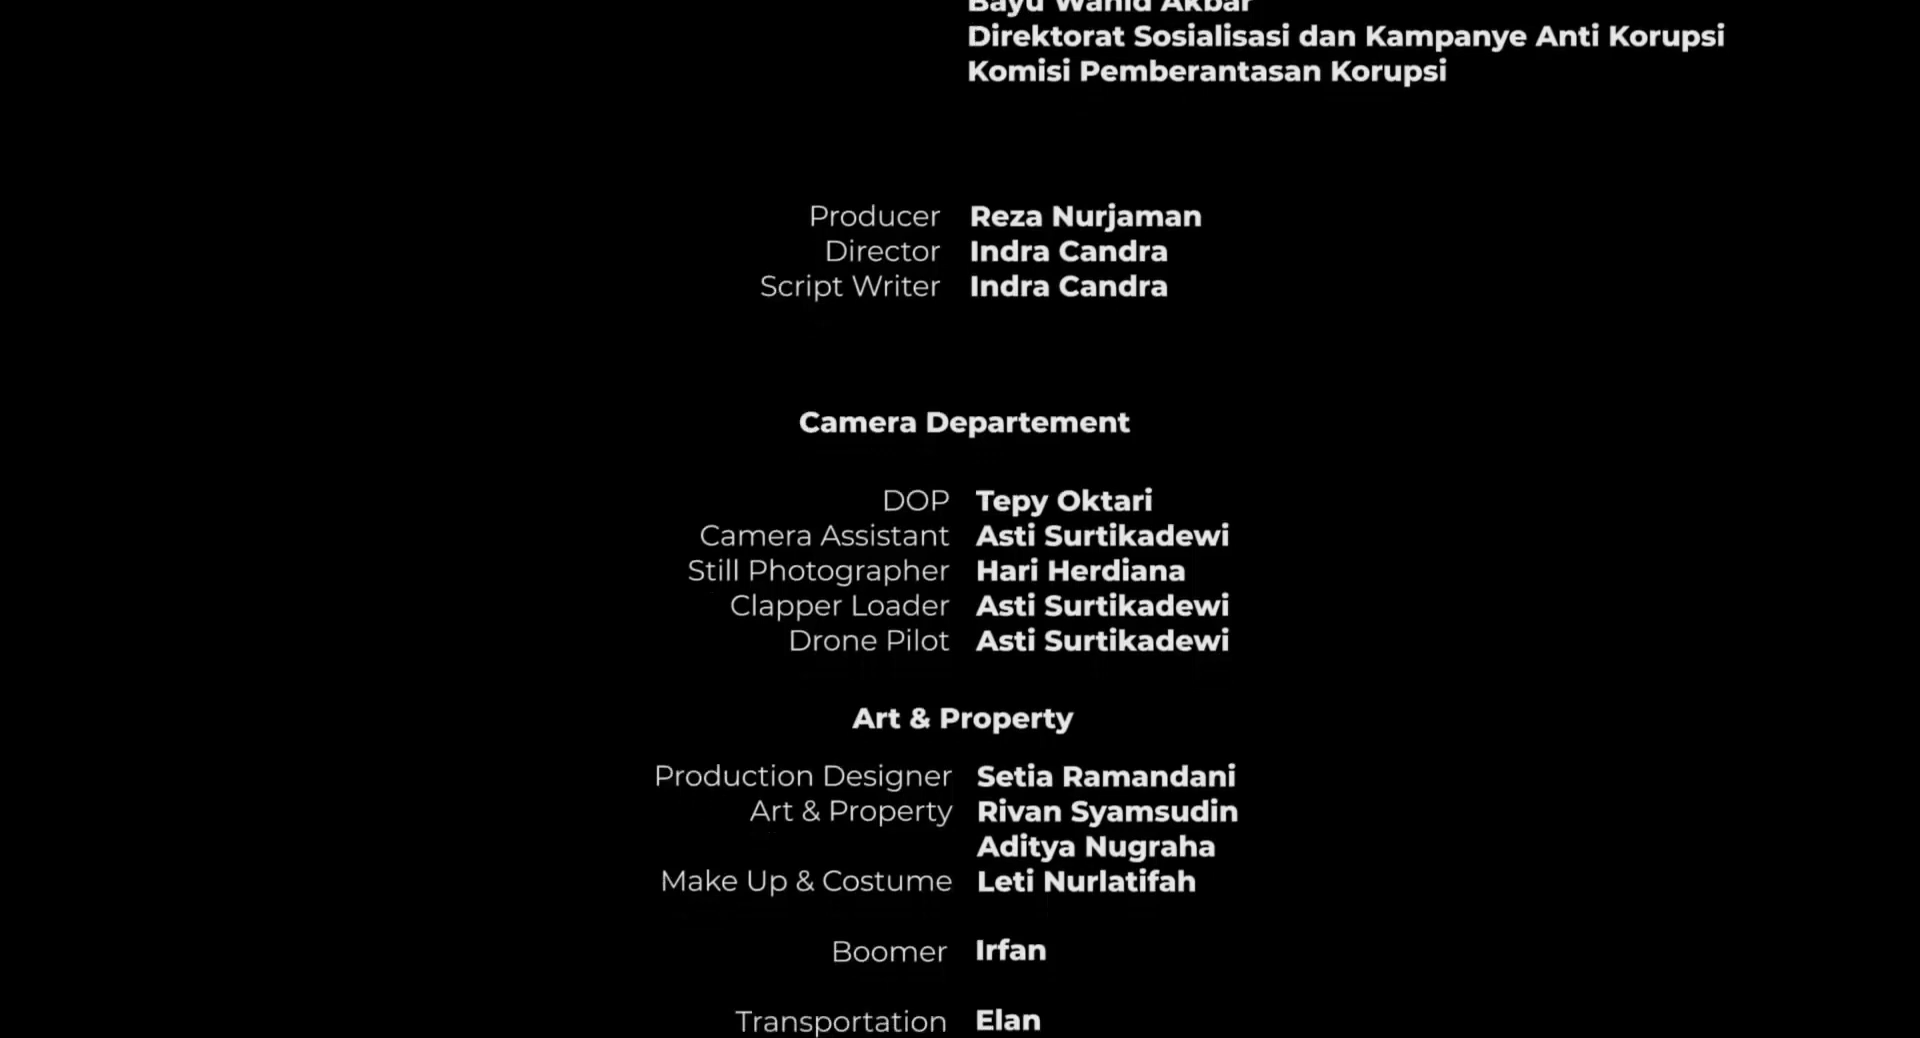 Bayu Wahid Akbar
Direktorat Sosialisasi dan Kampanye Anti Korupsi
Komisi Pemberantasan Korupsi
Producer Reza Nurjaman
Director Indra Candra
Script Writer Indra Candra
Camera Departement
DOP Tepy Oktari
Camera Assistant Asti Surtikadewi
Still Photographer Hari Herdiana
Clapper Loader Asti Surtikadewi
Drone Pilot Asti Surtikadewi
Art & Property
Production Designer Setia Ramandani
Art & Property Rivan Syamsudin
Aditya Nugraha
Make Up & Costume Leti Nurlatifah
Boomer Irfan
Transportation Elan